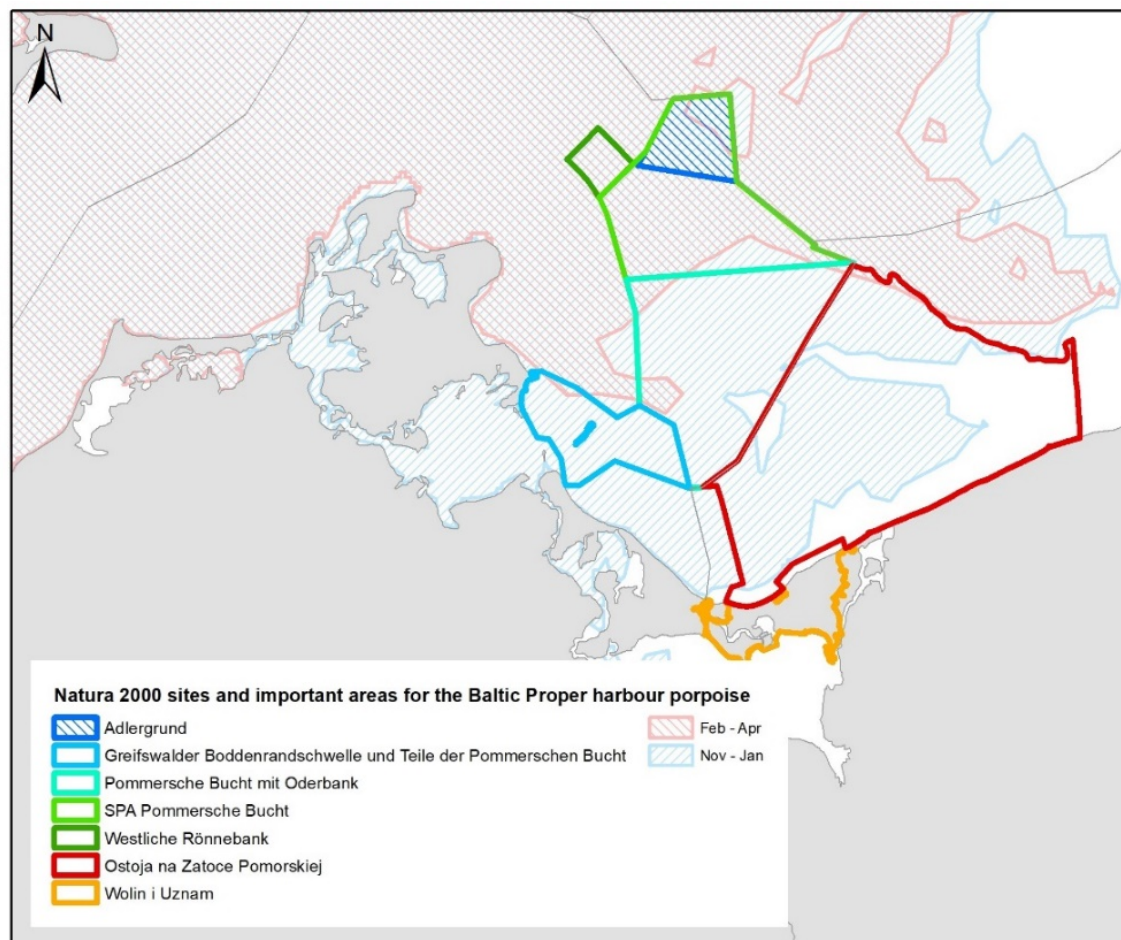 N
Natura 2000 sites and important areas for the Baltic Proper harbour porpoise
Adlergrund
Greifswalder Boddenrandschwelle und Teile der Pommerschen Bucht
Pommersche Bucht mit Oderbank
SPA Pommersche Bucht
Westliche Rönnebank
Ostoja na Zatoce Pomorskiej
Wolin i Uznam
Feb - Apr
Nov - Jan